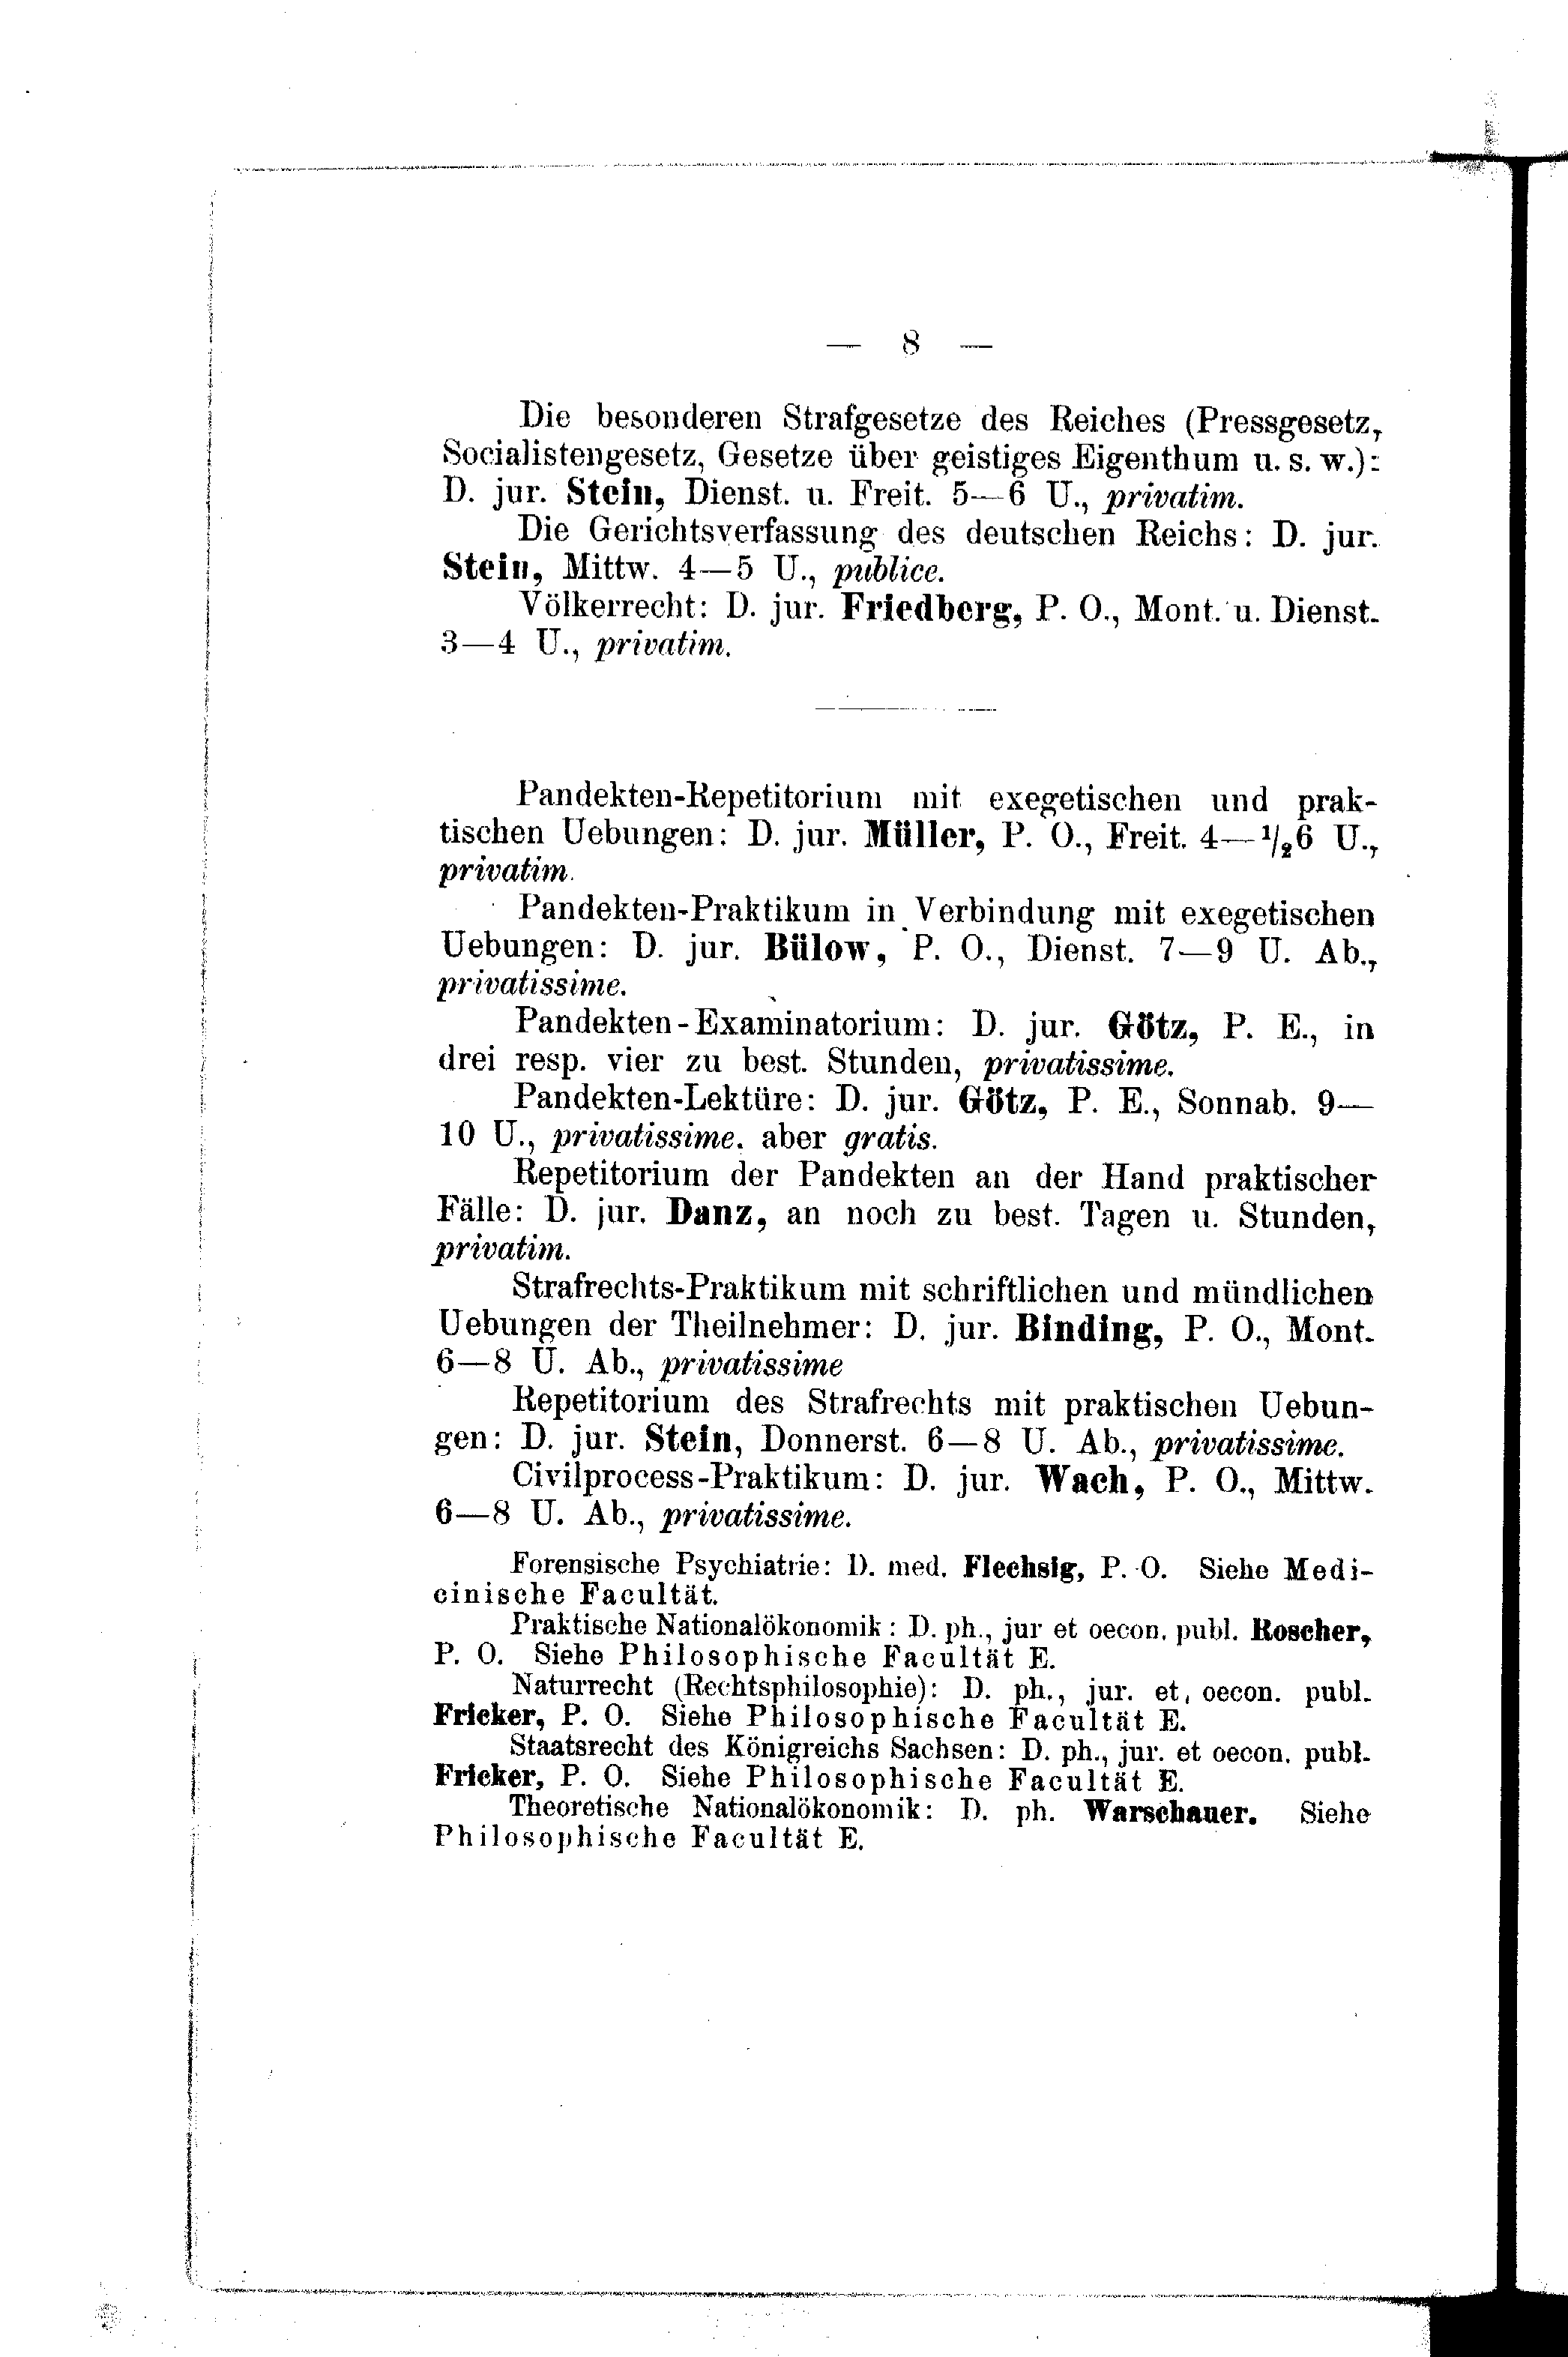 — 8 —
Die besonderen Strafgesetze des Reiches (Pressgesetz,
Socialistengesetz, Gesetze über geistiges Eigenthum u. s. w.):
D. jur. Stein, Dienst. u. Freit. 5—6 U., privatim.
Die Gerichtsverfassung des deutschen Reichs: D. jur.
Stein, Mittw. 4—5 U., publice.
Völkerrecht: D. jur. Friedberg, P. O., Mont. u. Dienst.
3—4 U., privatim.
Pandekten-Repetitorium mit exegetischen und prak-
tischen Uebungen: D. jur. Müller, P. O., Freit. 4—1/26 U.,
privatim.
Pandekten-Praktikum in Verbindung mit exegetischen
Uebungen: D. jur. Bülow, P. O., Dienst. 7—9 U. Ab.,
privatissime.
Pandekten-Examinatorium: D. jur. Götz, P. E., in
drei resp. vier zu best. Stunden, privatissime.
Pandekten-Lektüre: D. jur. Götz, P. E., Sonnab. 9—
10 U., privatissime. aber gratis.
Repetitorium der Pandekten an der Hand praktischer
Fälle: D. jur. Danz, an noch zu best. Tagen u. Stunden,
privatim.
Strafrechts-Praktikum mit schriftlichen und mündlichen
Uebungen der Theilnehmer: D. jur. Binding, P. O., Mont.
6—8 U. Ab., privatissime
Repetitorium des Strafrechts mit praktischen Uebun-
gen: D. jur. Stein, Donnerst. 6—8 U. Ab., privatissime.
Civilprocess-Praktikum: D. jur. Wach, P. O., Mittw.
6—8 U. Ab., privatissime.
Forensische Psychiatrie: D. med. Flechsig, P. O. Siehe Medi-
cinische Facultät.
Praktische Nationalökonomik: D. ph., jur et oecon. publ. Roscher,
P. O. Siehe Philosophische Facultät E.
Naturrecht (Rechtsphilosophie): D. ph., jur. et, oecon. publ.
Fricker, P. O. Siehe Philosophische Facultät E.
Staatsrecht des Königreichs Sachsen: D. ph., jur. et oecon. publ.
Fricker, P. O. Siehe Philosophische Facultät E.
Theoretische Nationalökonomik: D. ph. Warschauer. Siehe
Philosophische Facultät E.